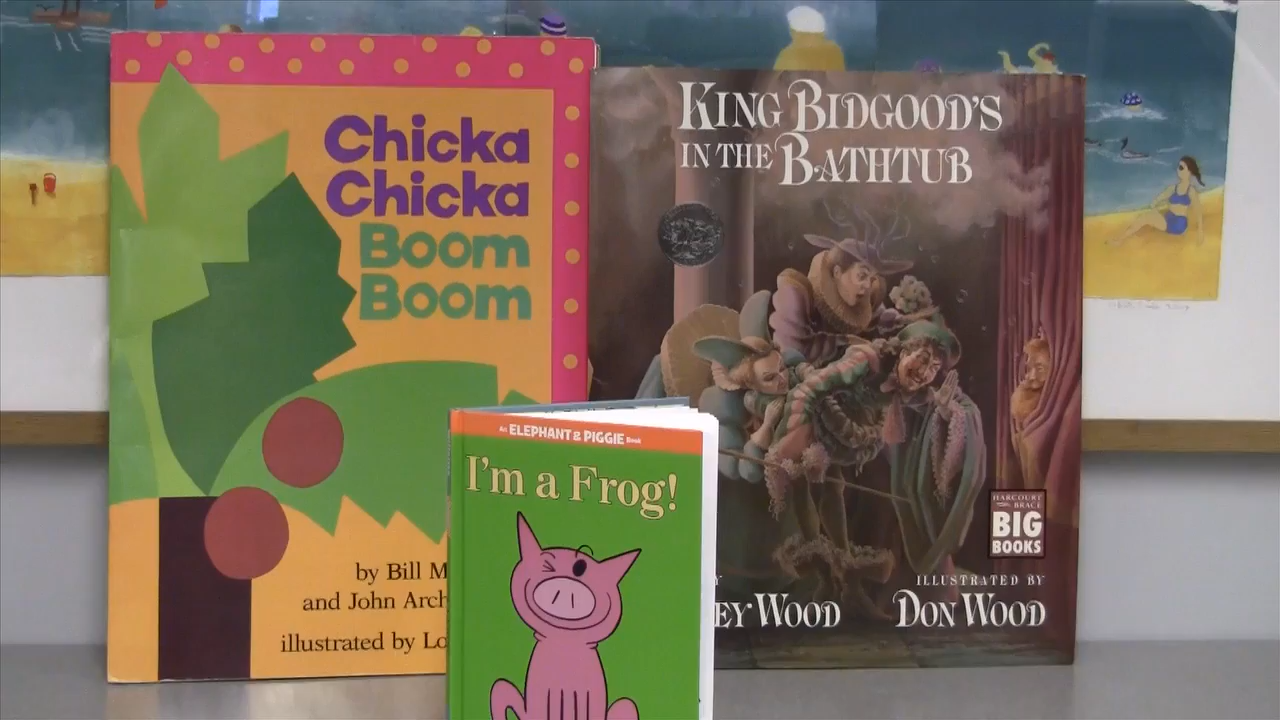 Chicka
Chicka
Boom
Boom
by Bill M
and John Arch
illustrated by Lo
An ELEPHANT & PIGGIE Book
I'm a Frog!
KING BIDGOOD'S
IN THE BATHTUB
HARCOURT
BRACE
BIG
BOOKS
Y
EY WOOD
ILLUSTRATED BY
DON WOOD